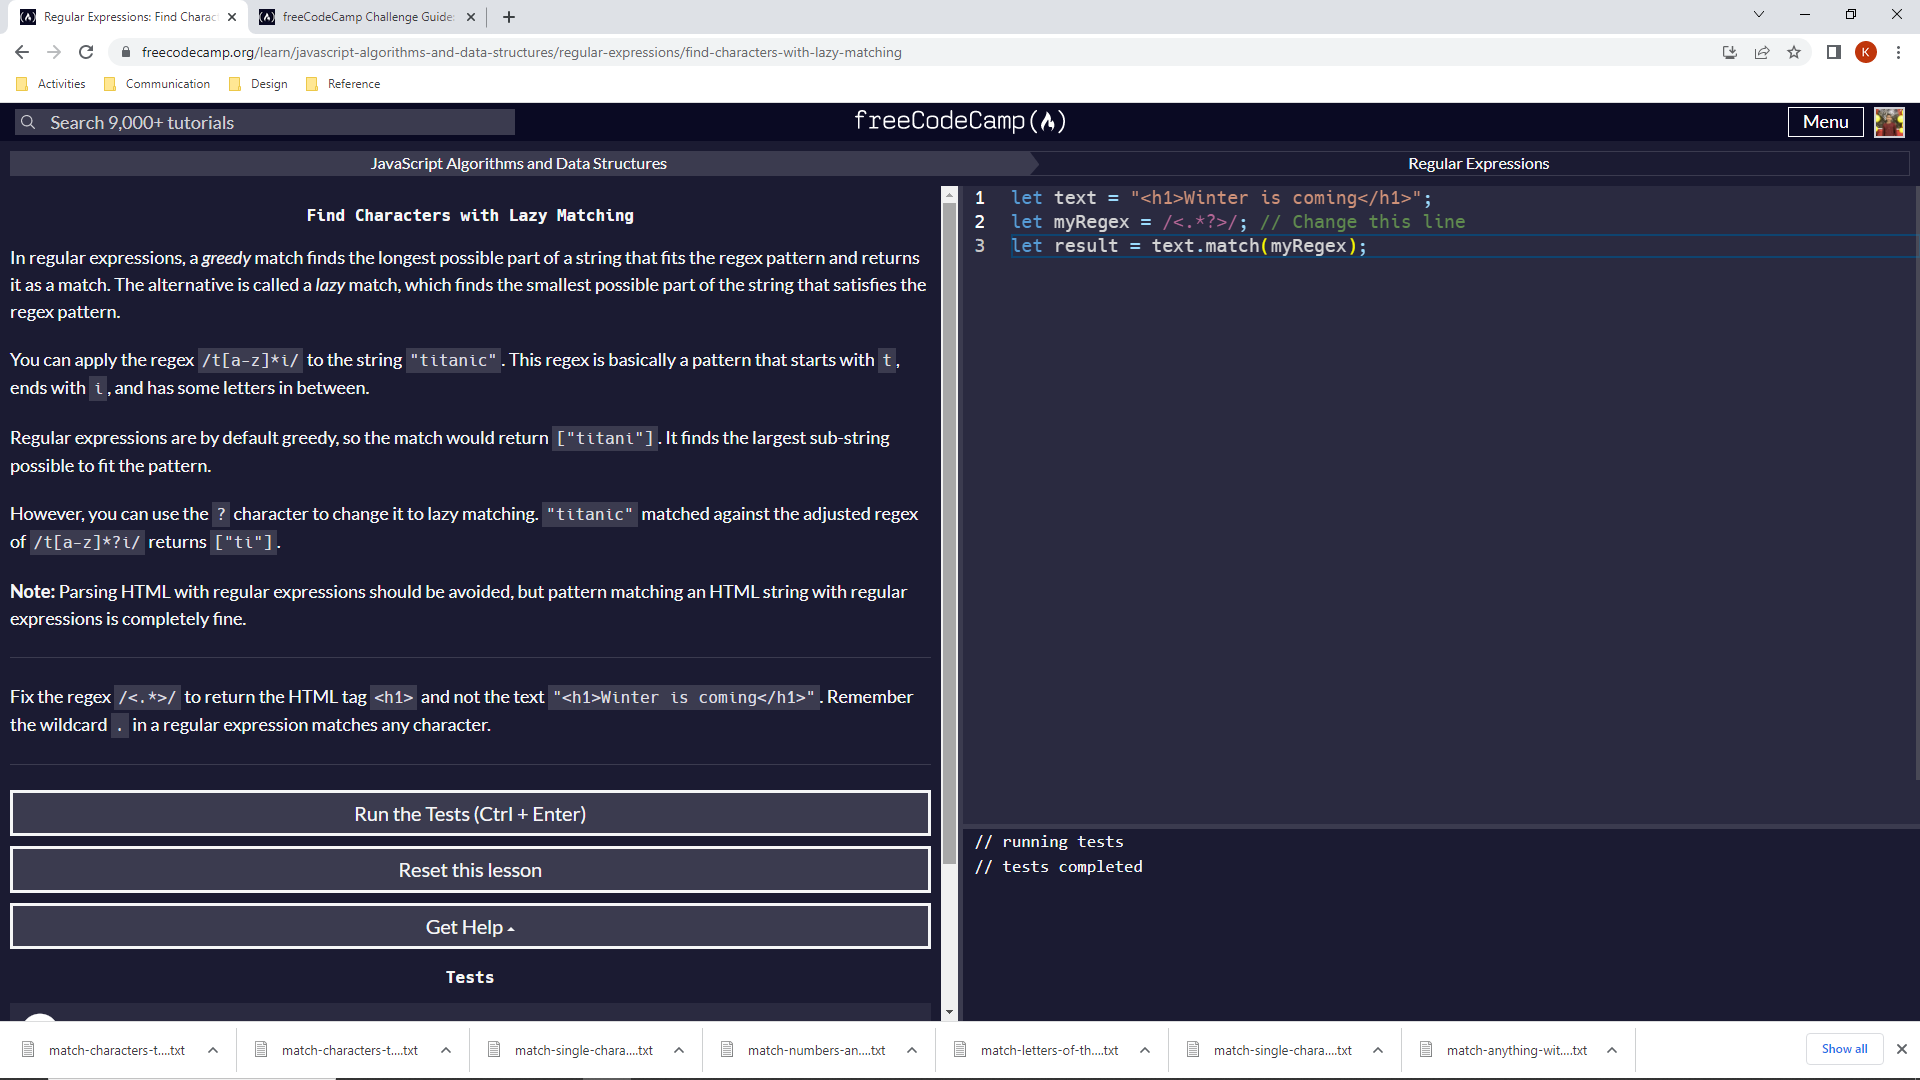 Regular Expressions: Find Charac
freeCodeCamp Challenge Guide:
freecodecamp.org/learn/javascript-algorithms-and-data-structures/regular-expressions/find-characters-with-lazy-matching
K
Activities
Communication
Design
Reference
Search 9,000+ tutorials
freeCodeCamp
Menu
JavaScript Algorithms and Data Structures
Regular Expressions
Find Characters with Lazy Matching
In regular expressions, a greedy match finds the longest possible part of a string that fits the regex pattern and returns
it as a match. The alternative is called a lazy match, which finds the smallest possible part of the string that satisfies the
regex pattern.
You can apply the regex /t[a-z]*i/ to the string "titanic". This regex is basically a pattern that starts with t,
ends with i, and has some letters in between.
Regular expressions are by default greedy, so the match would return ["titani"]. It finds the largest sub-string
possible to fit the pattern.
However, you can use the ? character to change it to lazy matching. "titanic" matched against the adjusted regex
of /t[a-z]*?i/ returns ["ti"].
Note: Parsing HTML with regular expressions should be avoided, but pattern matching an HTML string with regular
expressions is completely fine.
Fix the regex /<.*>/ to return the HTML tag <h1> and not the text "<h1>Winter is coming</h1>". Remember
the wildcard . in a regular expression matches any character.
Run the Tests (Ctrl + Enter)
Reset this lesson
Get Help
Tests
1 let text = "<h1>Winter is coming</h1>";
2 let myRegex = /<.*?>/; // Change this line
3 let result = text.match(myRegex);
// running tests
// tests completed
match-characters-t....txt
match-characters-t....txt
match-single-chara....txt
match-numbers-an....txt
match-letters-of-th....txt
match-single-chara....txt
match-anything-wit....txt
Show all